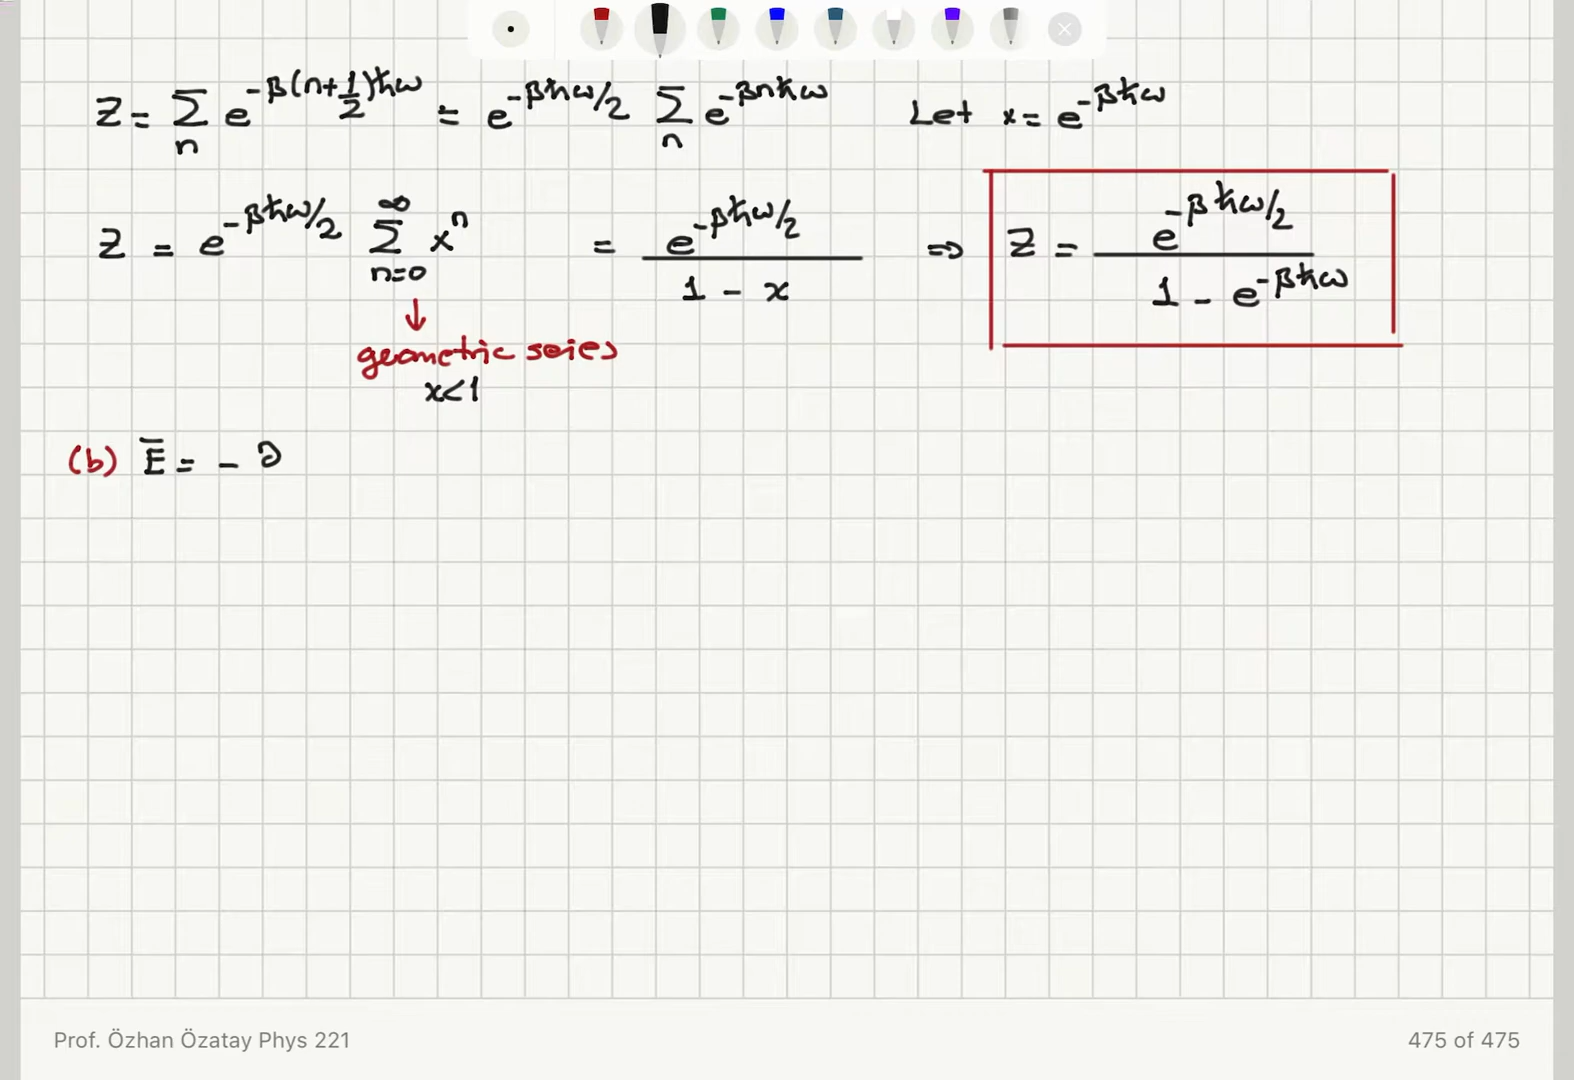 Z = Σ_n e^{-β(n+1/2)ℏω} = e^{-βℏω/2} Σ_n e^{-βnℏω} Let x = e^{-βℏω}
Z = e^{-βℏω/2} Σ_{n=0}^{∞} x^n = e^{-βℏω/2} / (1 - x) ⇒ Z = e^{-βℏω/2} / (1 - e^{-βℏω})
↓
geometric seies
x<1
(b) Ē = - ∂
Prof. Özhan Özatay Phys 221 475 of 475